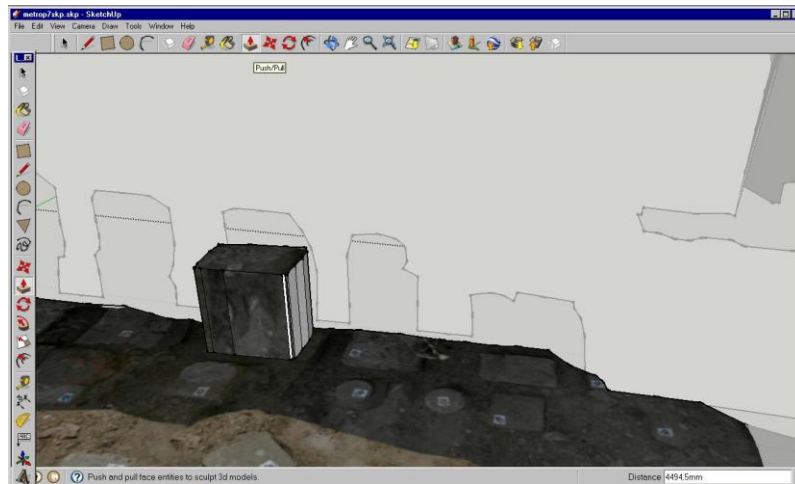 metrop7skp.skp - SketchUp
File Edit View Camera Draw Tools Window Help
Push/Pull
ABC
Push and pull face entities to sculpt 3d models.
Distance 4494,5mm